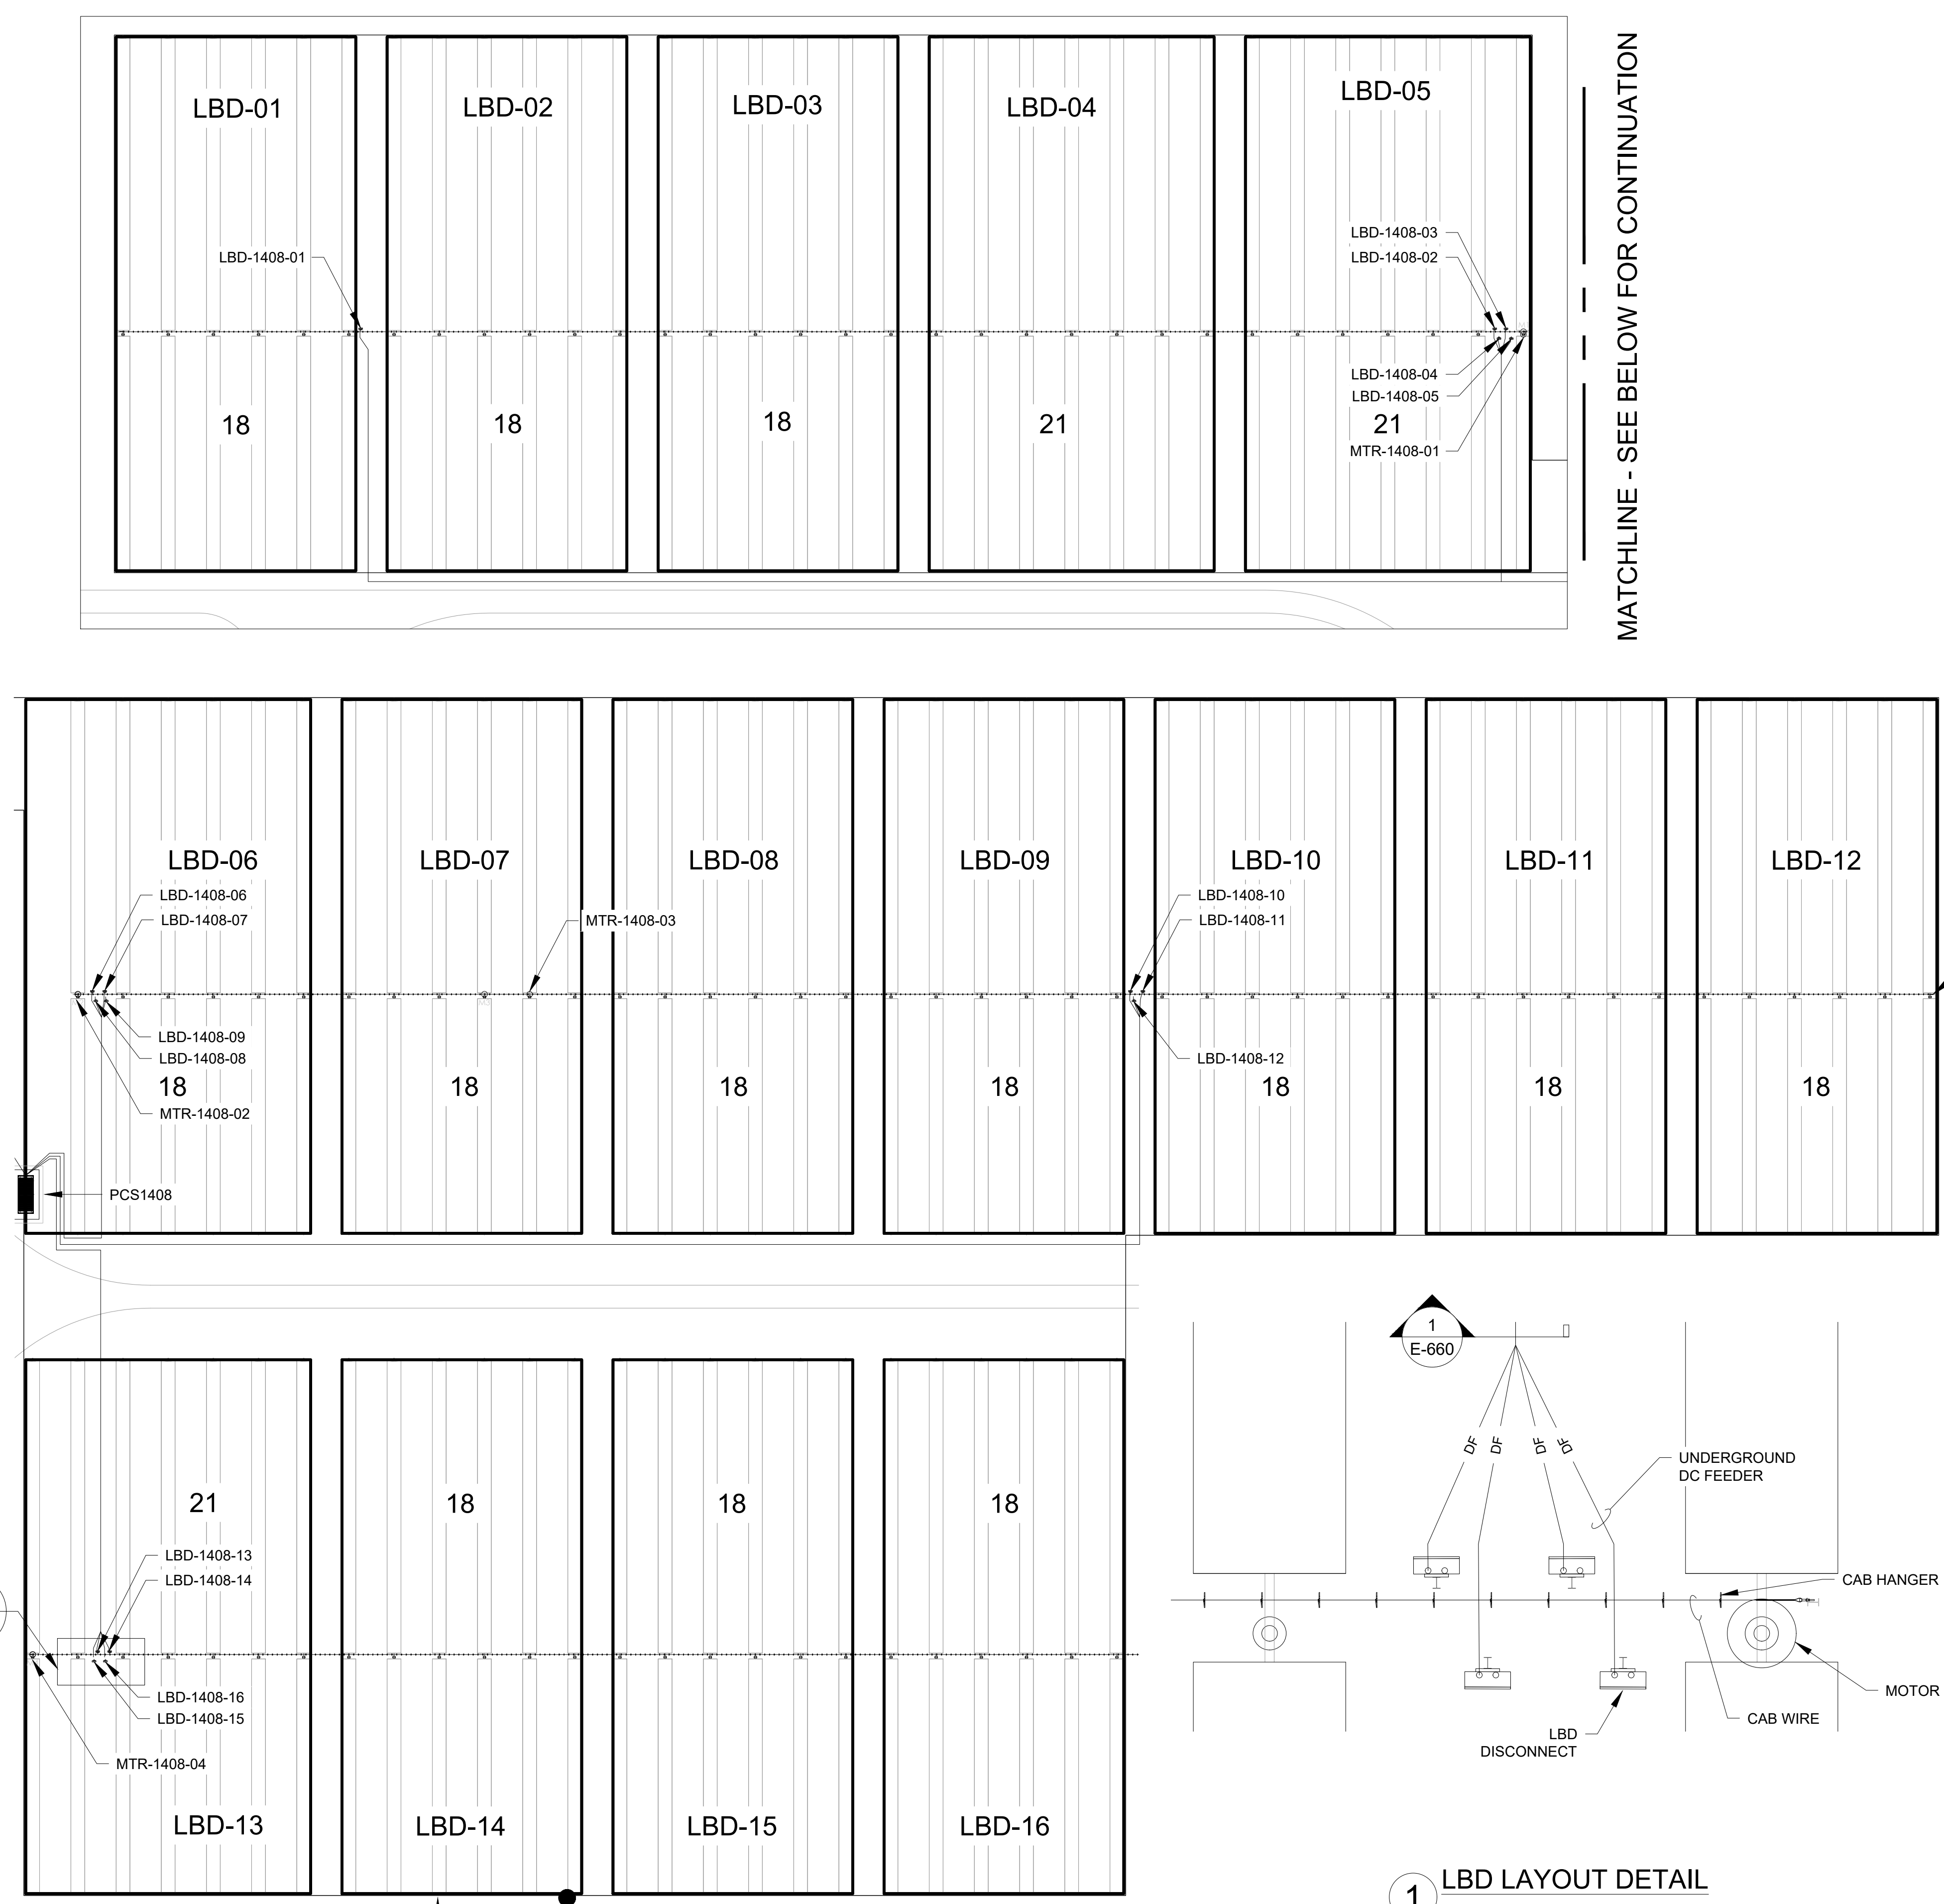 LBD-01
LBD-02
LBD-03
LBD-04
LBD-05
LBD-1408-01
LBD-1408-03
LBD-1408-02
LBD-1408-04
LBD-1408-05
MTR-1408-01
18
18
18
21
21
MATCHLINE - SEE BELOW FOR CONTINUATION
LBD-06
LBD-07
LBD-08
LBD-09
LBD-10
LBD-11
LBD-12
LBD-1408-06
LBD-1408-07
MTR-1408-03
LBD-1408-10
LBD-1408-11
LBD-1408-09
LBD-1408-08
LBD-1408-12
18
18
18
18
18
18
18
MTR-1408-02
PCS1408
21
18
18
18
LBD-1408-13
LBD-1408-14
LBD-1408-16
LBD-1408-15
MTR-1408-04
LBD-13
LBD-14
LBD-15
LBD-16
1
E-660
DF
DF
DF
DF
UNDERGROUND
DC FEEDER
CAB HANGER
MOTOR
CAB WIRE
LBD
DISCONNECT
1
LBD LAYOUT DETAIL